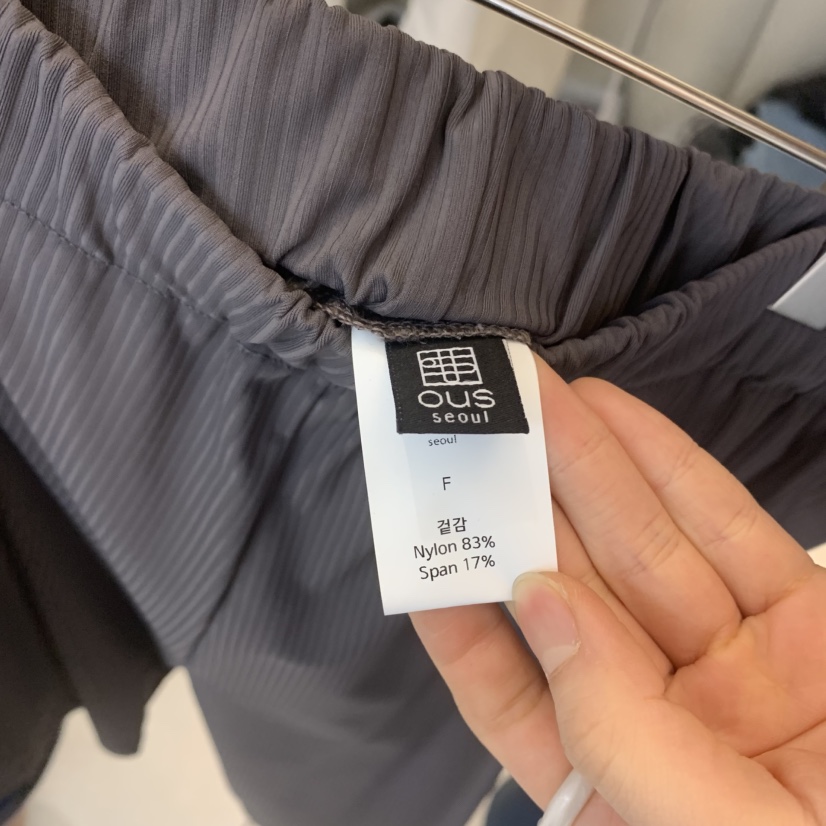 ous
seoul
seoul
F
겉감
Nylon 83%
Span 17%